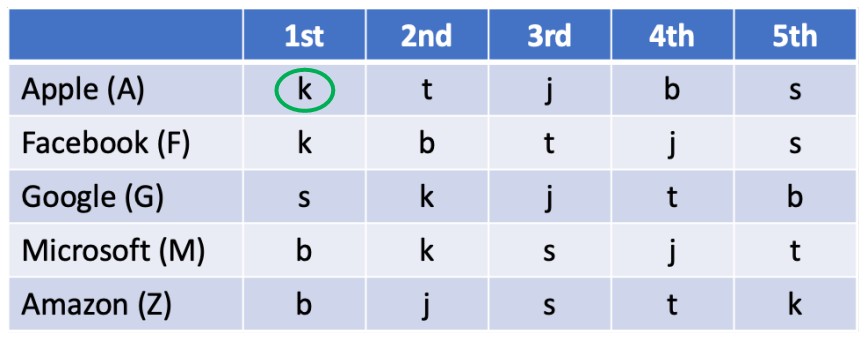 1st 2nd 3rd 4th 5th
Apple (A) k t j b s
Facebook (F) k b t j s
Google (G) s k j t b
Microsoft (M) b k s j t
Amazon (Z) b j s t k